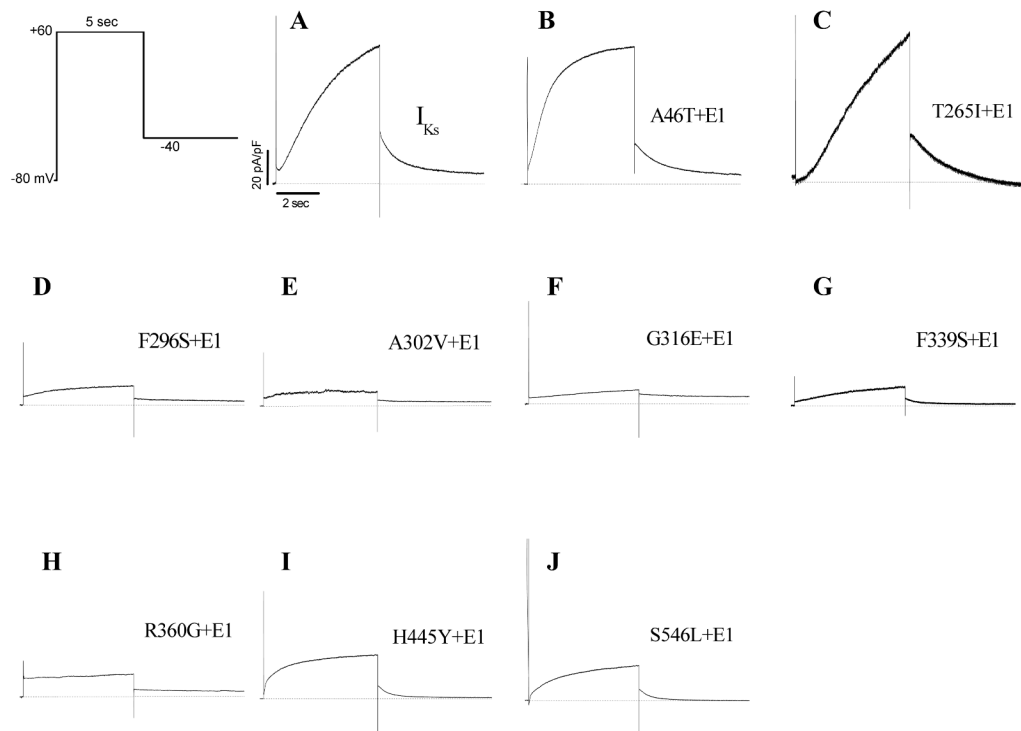 5 sec
+60
-40
-80 mV
A
I_Ks
20 pA/pF
2 sec
B
A46T+E1
C
T265I+E1
D
F296S+E1
E
A302V+E1
F
G316E+E1
G
F339S+E1
H
R360G+E1
I
H445Y+E1
J
S546L+E1